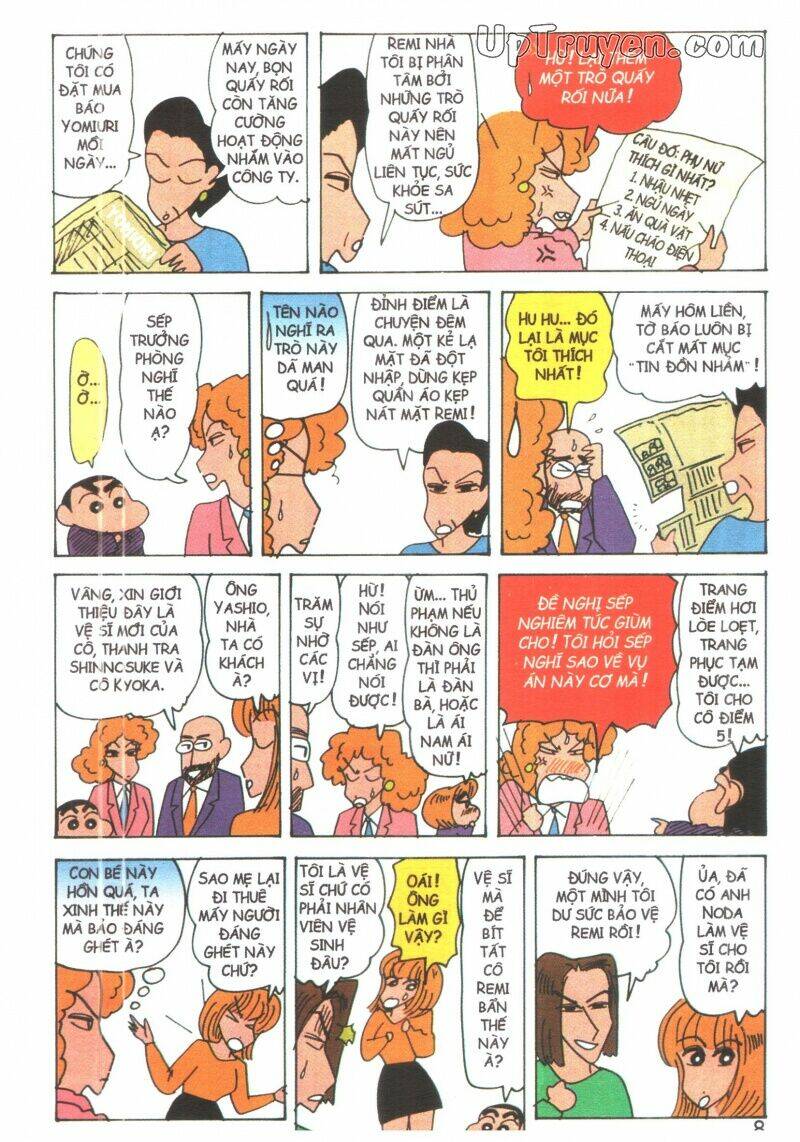 UpTruyen.com
CHÚNG
TÔI CÓ
ĐẶT MUA
BÁO
YOMIURI
MỖI
NGÀY...
MẤY NGÀY
NAY, BỌN
QUẤY RỐI
CÒN TĂNG
CƯỜNG
HOẠT ĐỘNG
NHẮM VÀO
CÔNG TY.
YOMIURI
REMI NHÀ
TÔI BỊ PHÂN
TÂM BỞI
NHỮNG TRÒ
QUẤY RỐI
NÀY NÊN
MẤT NGỦ
LIÊN TỤC, SỨC
KHỎE SA
SÚT...
HỪ! LẠI THÊM
MỘT TRÒ QUẤY
RỐI NỮA!
CÂU ĐỐ: PHỤ NỮ
THÍCH GÌ NHẤT?
1. NHẬU NHẸT
2. NGỦ NGÀY
3. ĂN QUÀ VẶT
4. NẤU CHÁO ĐIỆN
THOẠI
Ờ...
Ờ...
SẾP
TRƯỞNG
PHÒNG
NGHĨ THẾ
NÀO
Ạ?
TÊN NÀO
NGHĨ RA
TRÒ NÀY
DÃ MAN
QUÁ!
ĐỈNH ĐIỂM LÀ
CHUYỆN ĐÊM
QUA. MỘT KẺ LẠ
MẶT ĐÃ ĐỘT
NHẬP, DÙNG KẸP
QUẦN ÁO KẸP
NÁT MẶT REMI!
HU HU... ĐÓ
LẠI LÀ MỤC
TÔI THÍCH
NHẤT!
MẤY HÔM LIỀN,
TỜ BÁO LUÔN BỊ
CẮT MẤT MỤC
"TIN ĐỒN NHẢM"!
VÂNG, XIN GIỚI
THIỆU ĐÂY LÀ
VỆ SĨ MỚI CỦA
CÔ, THANH TRA
SHINNOSUKE VÀ
CÔ KYOKA.
ÔNG
YASHIO,
NHÀ
TA CÓ
KHÁCH
À?
TRĂM
SỰ
NHỜ
CÁC
VỊ!
HỪ!
NÓI
NHƯ
SẾP, AI
CHẲNG
NÓI
ĐƯỢC!
ỪM... THỦ
PHẠM NẾU
KHÔNG LÀ
ĐÀN ÔNG
THÌ PHẢI
LÀ ĐÀN
BÀ, HOẶC
LÀ ÁI
NAM ÁI
NỮ!
ĐỀ NGHỊ SẾP
NGHIÊM TÚC GIÙM
CHO! TÔI HỎI SẾP
NGHĨ SAO VỀ VỤ
ÁN NÀY CƠ MÀ!
TRANG
ĐIỂM HƠI
LÒE LOẸT,
TRANG
PHỤC TẠM
ĐƯỢC...
TÔI CHO
CÔ ĐIỂM
5!
CON BÉ NÀY
HỖN QUÁ, TA
XINH THẾ NÀY
MÀ BẢO ĐÁNG
GHÉT À?
SAO MẸ LẠI
ĐI THUÊ
MẤY NGƯỜI
ĐÁNG
GHÉT NÀY
CHỨ?
TÔI LÀ VỆ
SĨ CHỨ CÓ
PHẢI NHÂN
VIÊN VỆ
SINH
ĐÂU?
OÁI!
ÔNG
LÀM GÌ
VẬY?
VỆ SĨ
MÀ
ĐỂ
BÍT
TẤT
CÔ
REMI
BẨN
THẾ
NÀY
À?
ĐÚNG VẬY,
MỘT MÌNH TÔI
DƯ SỨC BẢO VỆ
REMI RỒI!
ỦA, ĐÃ
CÓ ANH
NODA
LÀM VỆ
SĨ CHO
TÔI RỒI
MÀ?
8